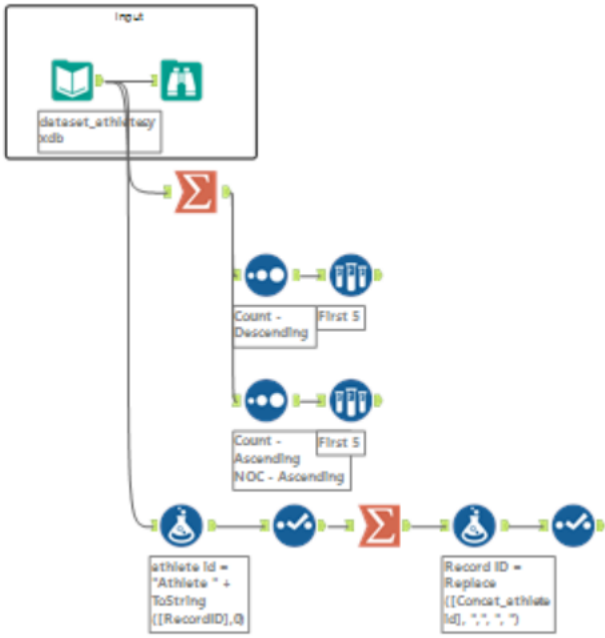 Input
dataset_athletes.y
xdb
Count -
Descending
First 5
Count -
Ascending
NOC - Ascending
First 5
athlete id =
"Athlete " +
ToString
([RecordID],0)
Record ID =
Replace
([Concat_athlete
id], ",", ", ")